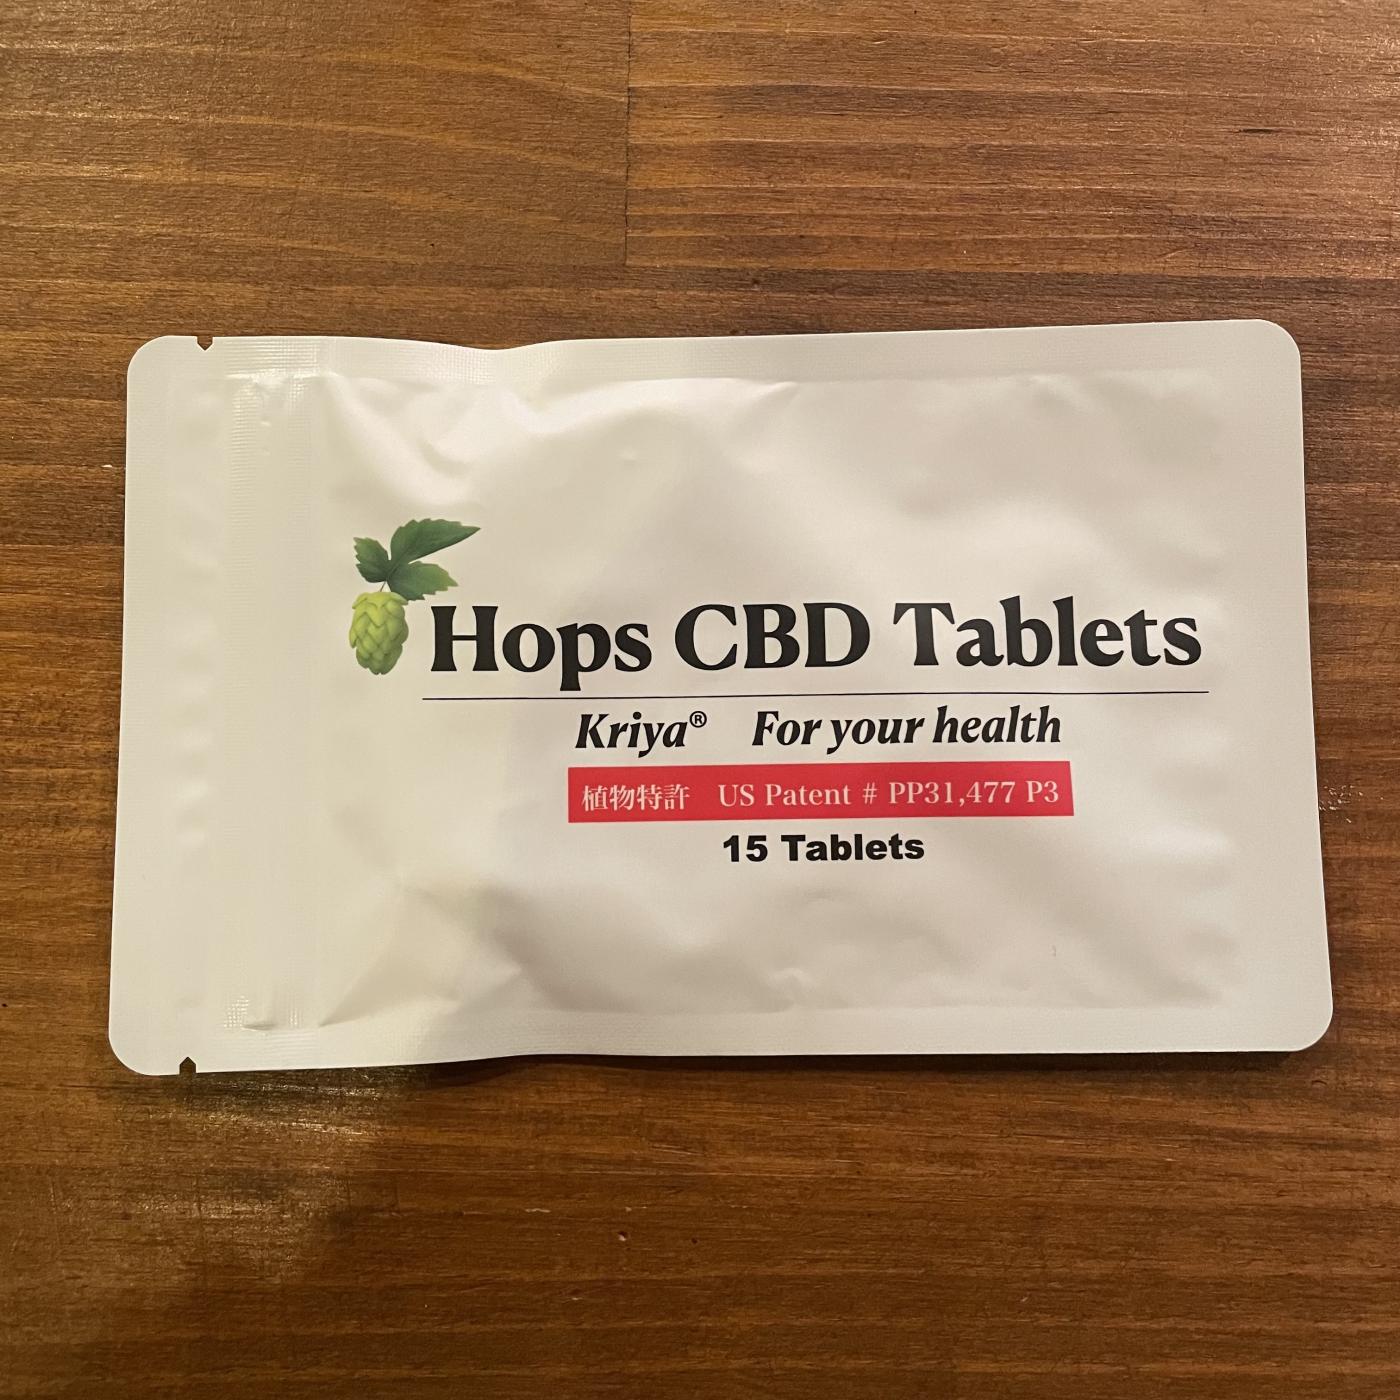 Hops CBD Tablets
Kriya® For your health
植物特許 US Patent # PP31,477 P3
15 Tablets